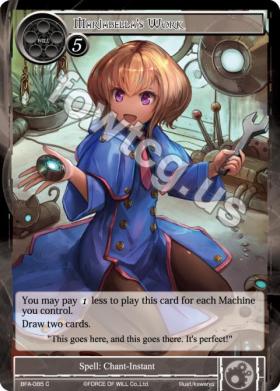 MARIABELLA'S WORK
WILL
5
fowtcg.us
You may pay 1 less to play this card for each Machine
you control.
Draw two cards.
"This goes here, and this goes there. It's perfect!"
Spell: Chant-Instant
BFA-085 C
©FORCE OF WILL Co.,Ltd.